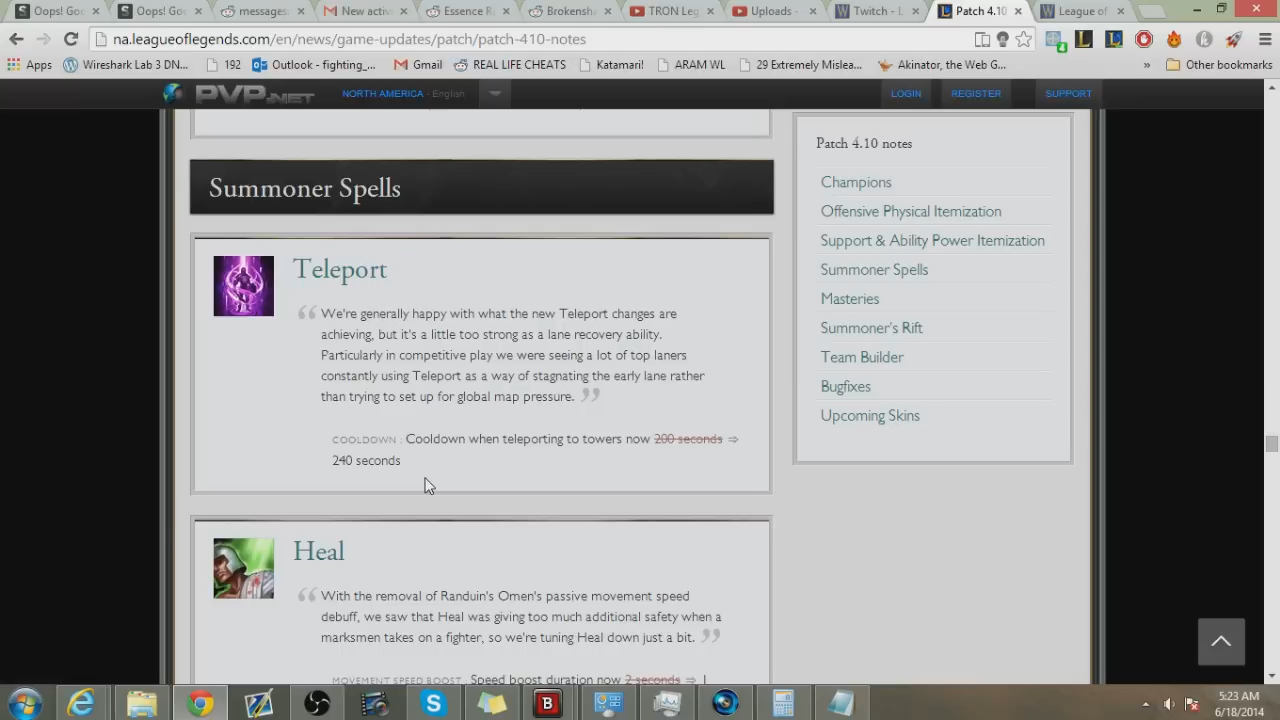 Oops! Goo
Oops! Goo
messages
New activ
Essence Ra
Brokensha
TRON Leg
Uploads -
Twitch - L
Patch 4.10
League of
na.leagueoflegends.com/en/news/game-updates/patch/patch-410-notes
4
Apps
Wireshark Lab 3 DN...
192
Outlook - fighting_...
Gmail
REAL LIFE CHEATS
Katamari!
ARAM WL
29 Extremely Mislea...
Akinator, the Web G...
»
Other bookmarks
PVP.NET
NORTH AMERICA - English
LOGIN
REGISTER
SUPPORT
Summoner Spells
Teleport
“ We're generally happy with what the new Teleport changes are
achieving, but it's a little too strong as a lane recovery ability.
Particularly in competitive play we were seeing a lot of top laners
constantly using Teleport as a way of stagnating the early lane rather
than trying to set up for global map pressure. ”
COOLDOWN : Cooldown when teleporting to towers now 200 seconds ⇒
240 seconds
Heal
“ With the removal of Randuin's Omen's passive movement speed
debuff, we saw that Heal was giving too much additional safety when a
marksmen takes on a fighter, so we're tuning Heal down just a bit. ”
MOVEMENT SPEED BOOST : Speed boost duration now 2 seconds ⇒ 1
Patch 4.10 notes
Champions
Offensive Physical Itemization
Support & Ability Power Itemization
Summoner Spells
Masteries
Summoner's Rift
Team Builder
Bugfixes
Upcoming Skins
5:23 AM
6/18/2014